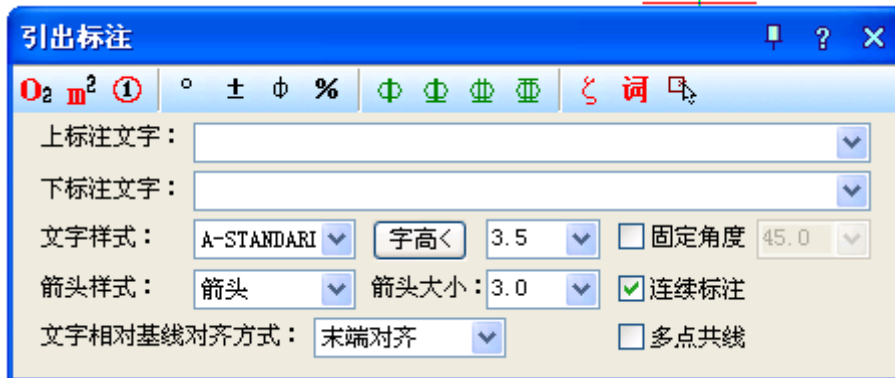 引出标注 ?
O₂ m² ① ° ± ф % 词
上标注文字：
下标注文字：
文字样式： A-STANDARI 字高< 3.5 固定角度 45.0
箭头样式： 箭头 箭头大小：3.0 连续标注
文字相对基线对齐方式： 末端对齐 多点共线